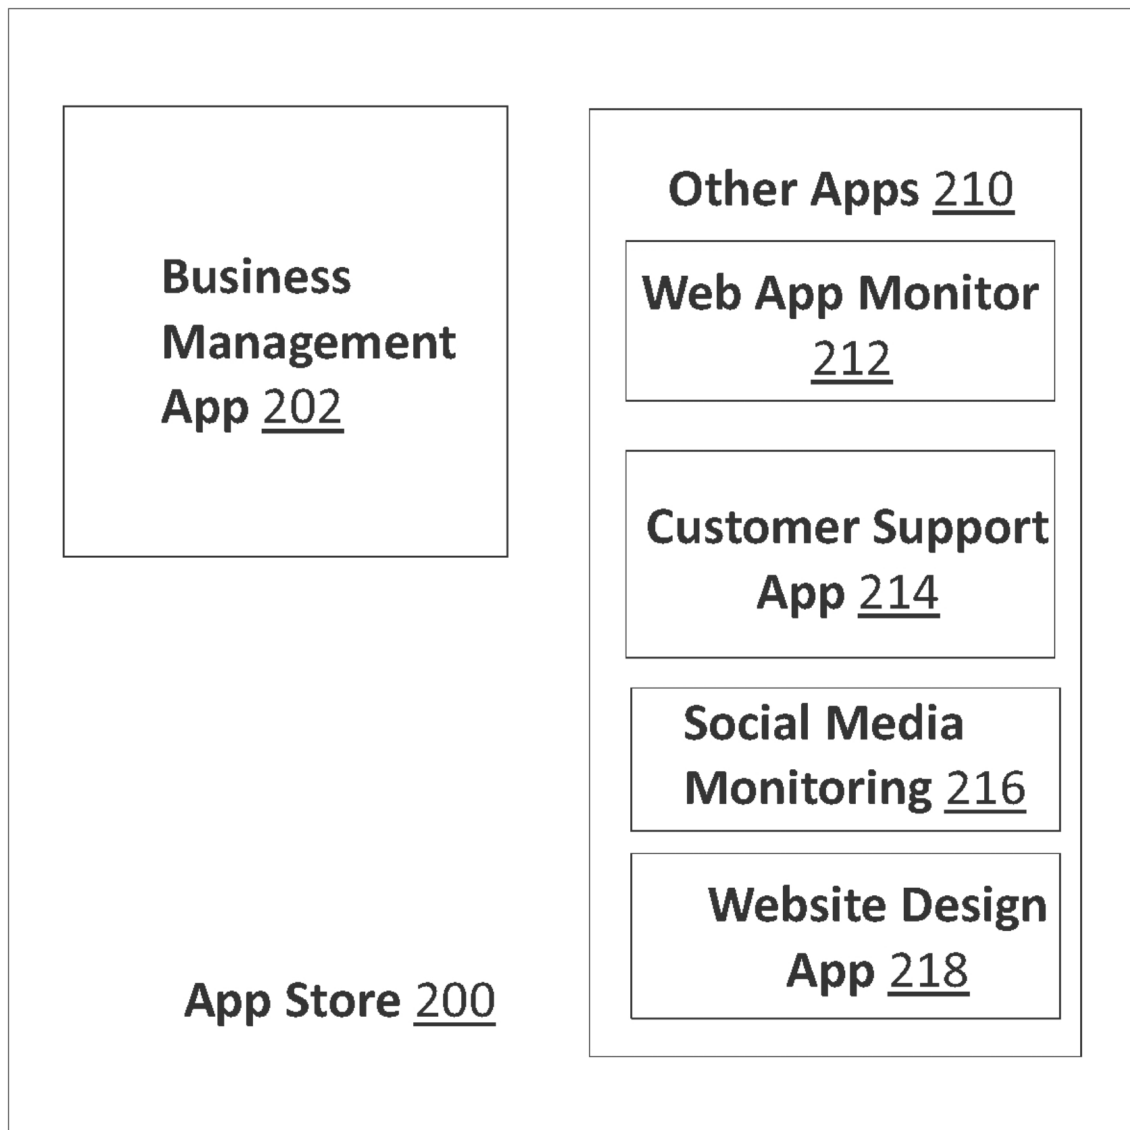 Business
Management
App 202
Other Apps 210
Web App Monitor
212
Customer Support
App 214
Social Media
Monitoring 216
Website Design
App 218
App Store 200